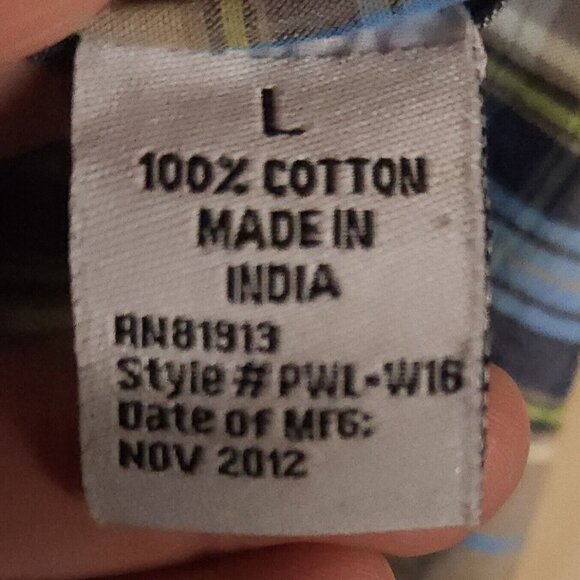 L
100% COTTON
MADE IN
INDIA
RN81913
Style # PWL-W16
Date of MFG:
NOV 2012